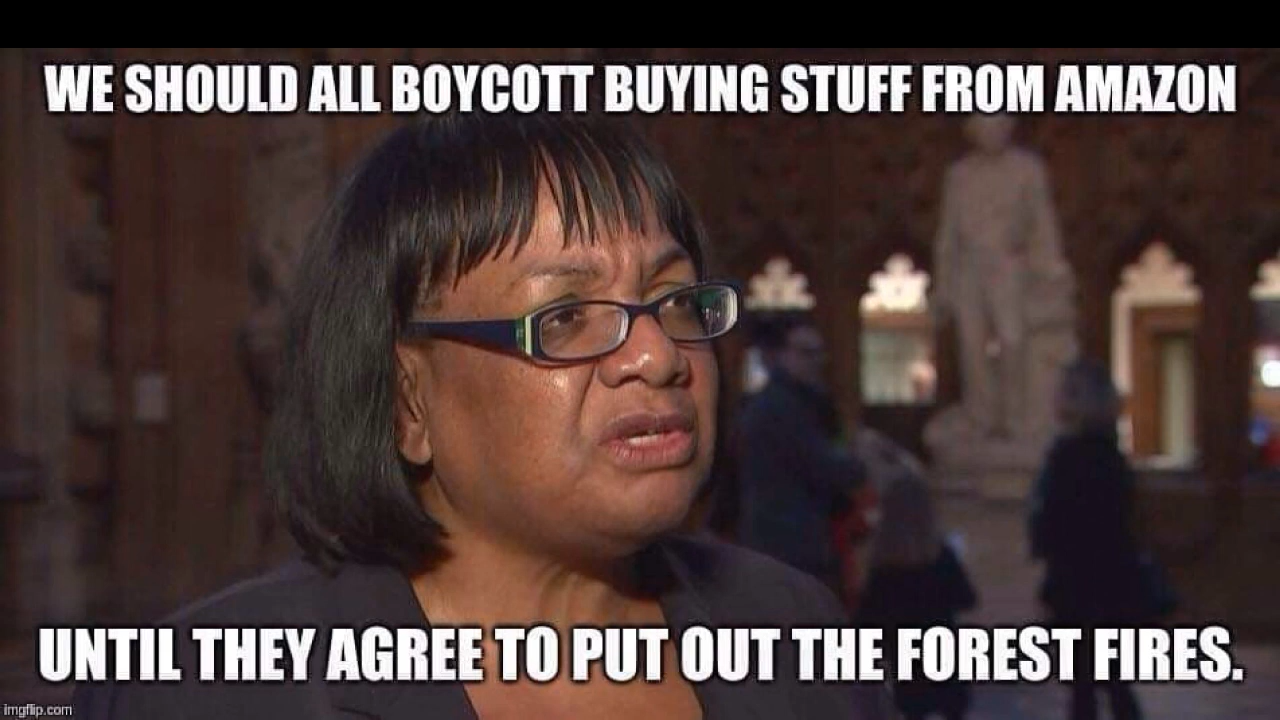 WE SHOULD ALL BOYCOTT BUYING STUFF FROM AMAZON
UNTIL THEY AGREE TO PUT OUT THE FOREST FIRES.
imgflip.com